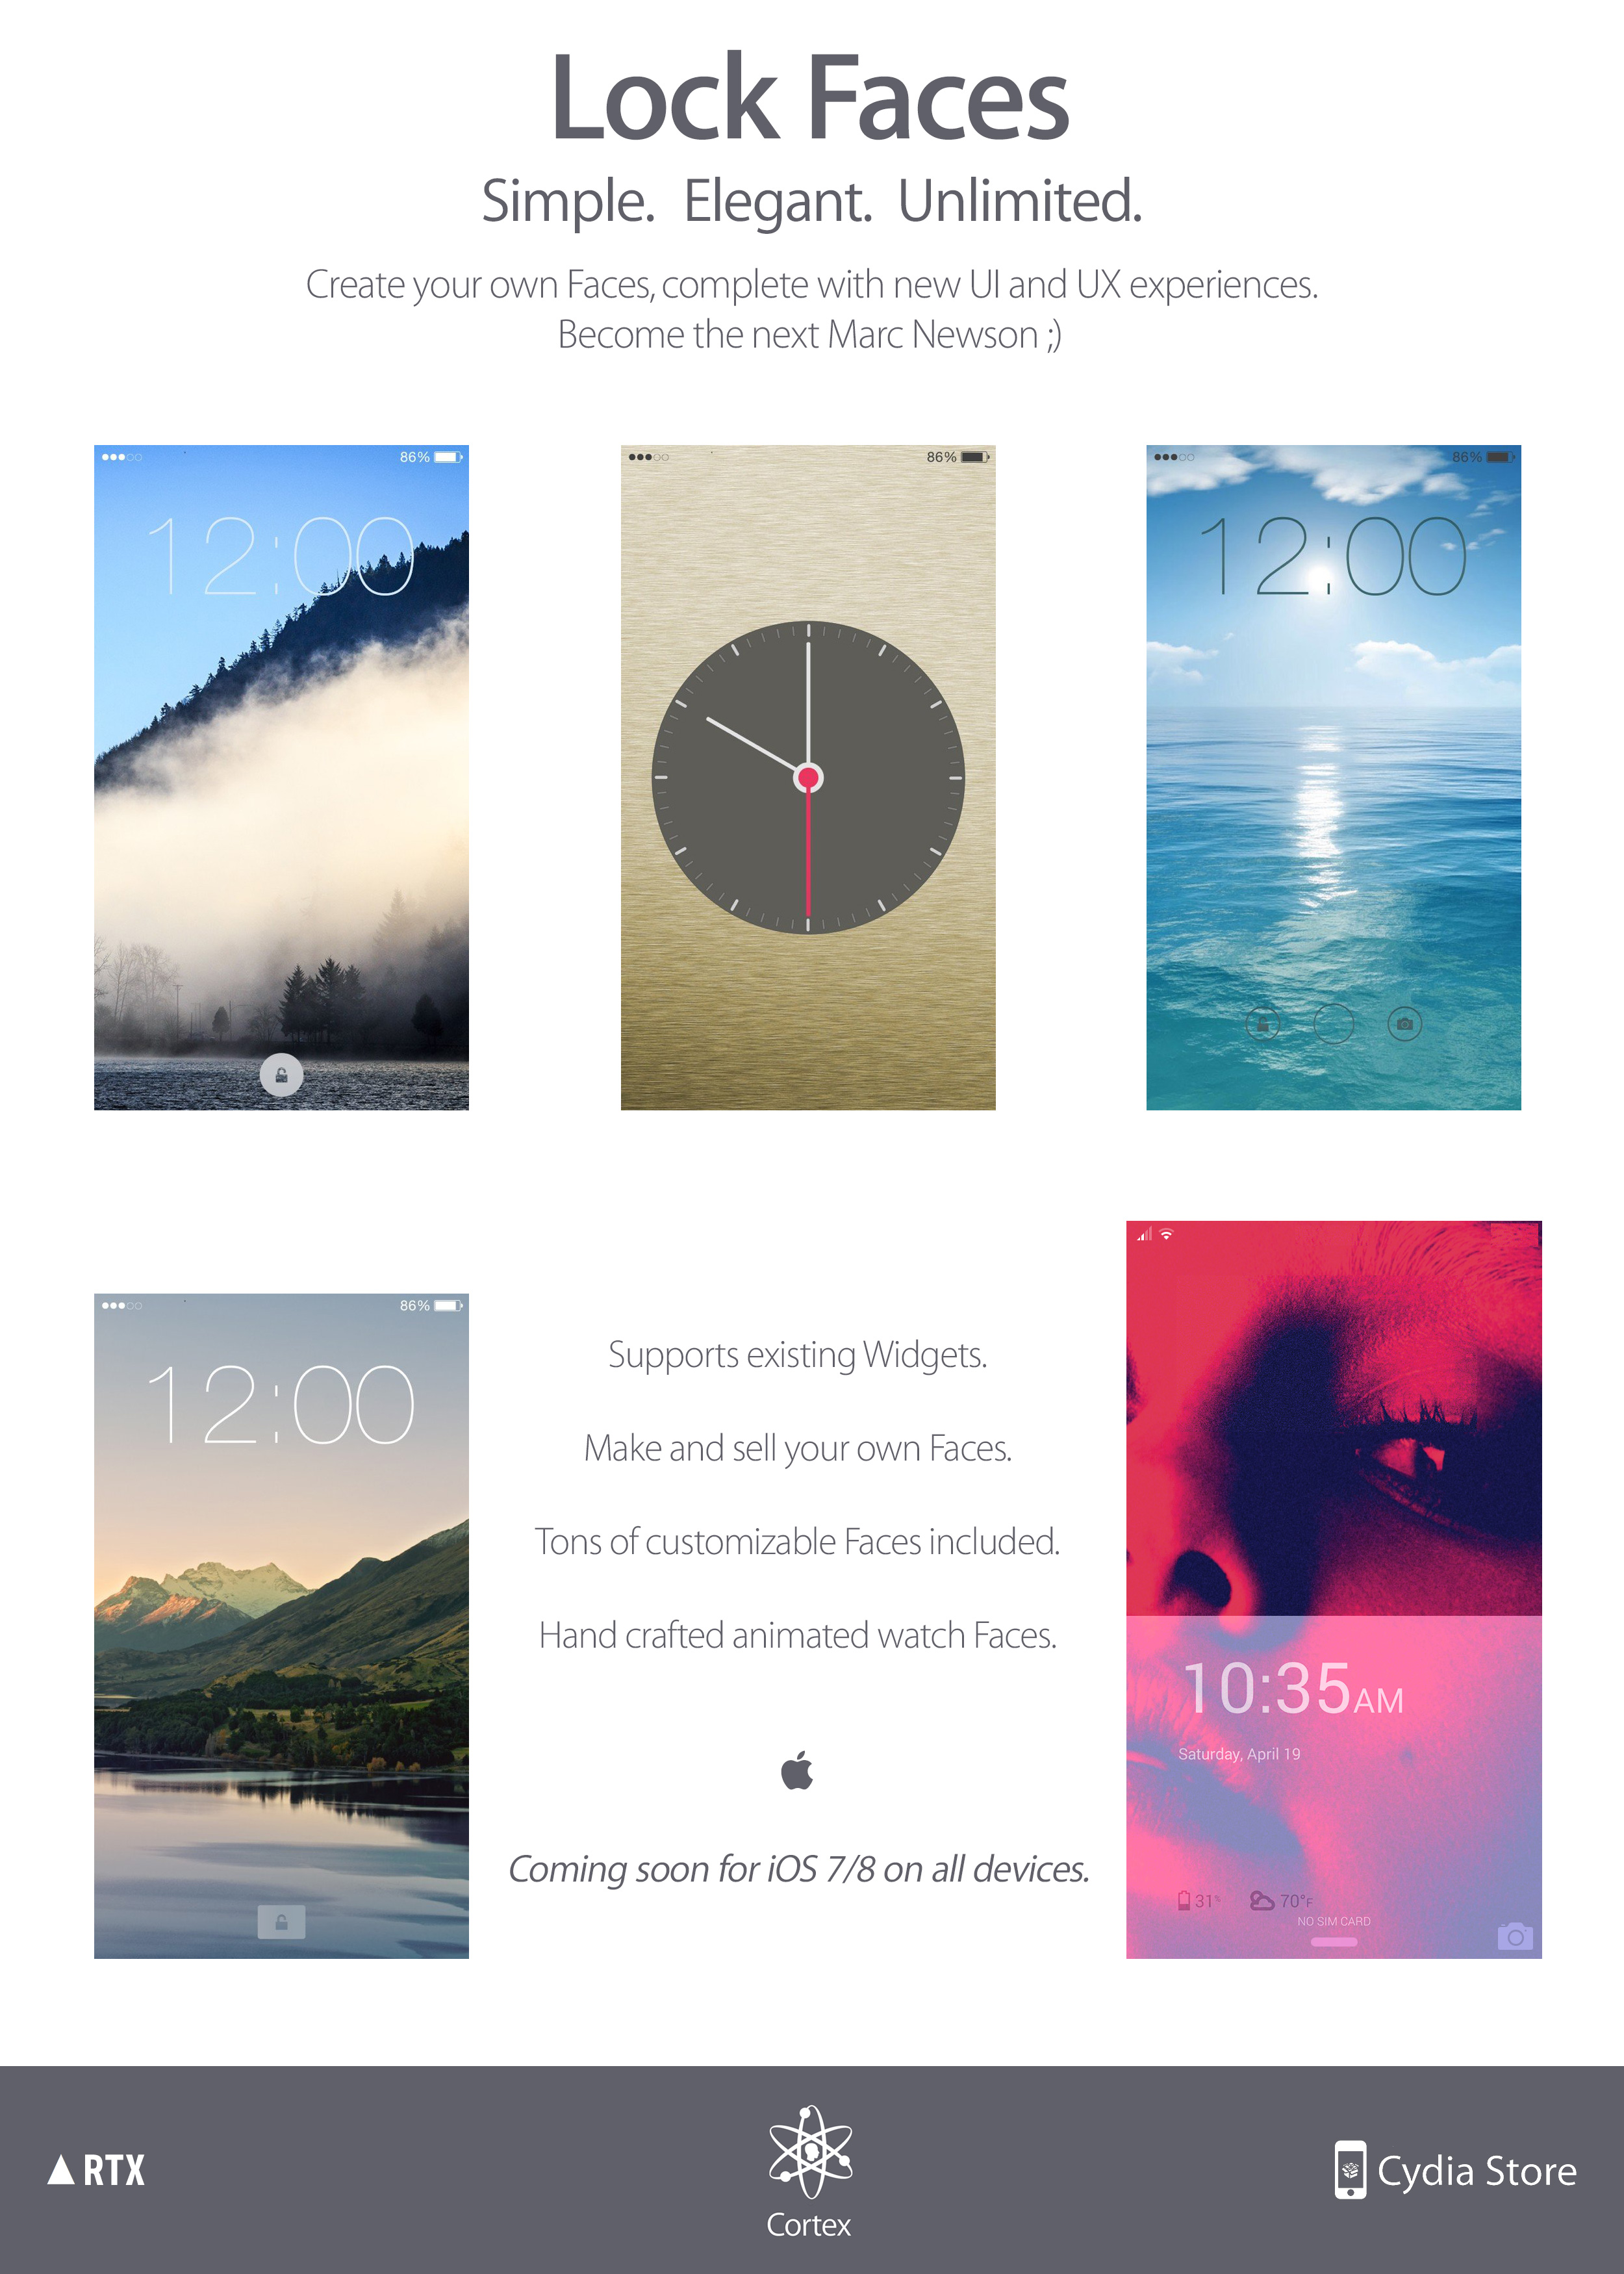 Lock Faces
Simple. Elegant. Unlimited.
Create your own Faces, complete with new UI and UX experiences.
Become the next Marc Newson ;)
86%
12:00
86%
86%
12:00
86%
12:00
Supports existing Widgets.
Make and sell your own Faces.
Tons of customizable Faces included.
Hand crafted animated watch Faces.
Coming soon for iOS 7/8 on all devices.
10:35AM
Saturday, April 19
31% 70°F
NO SIM CARD
RTX
Cortex
Cydia Store